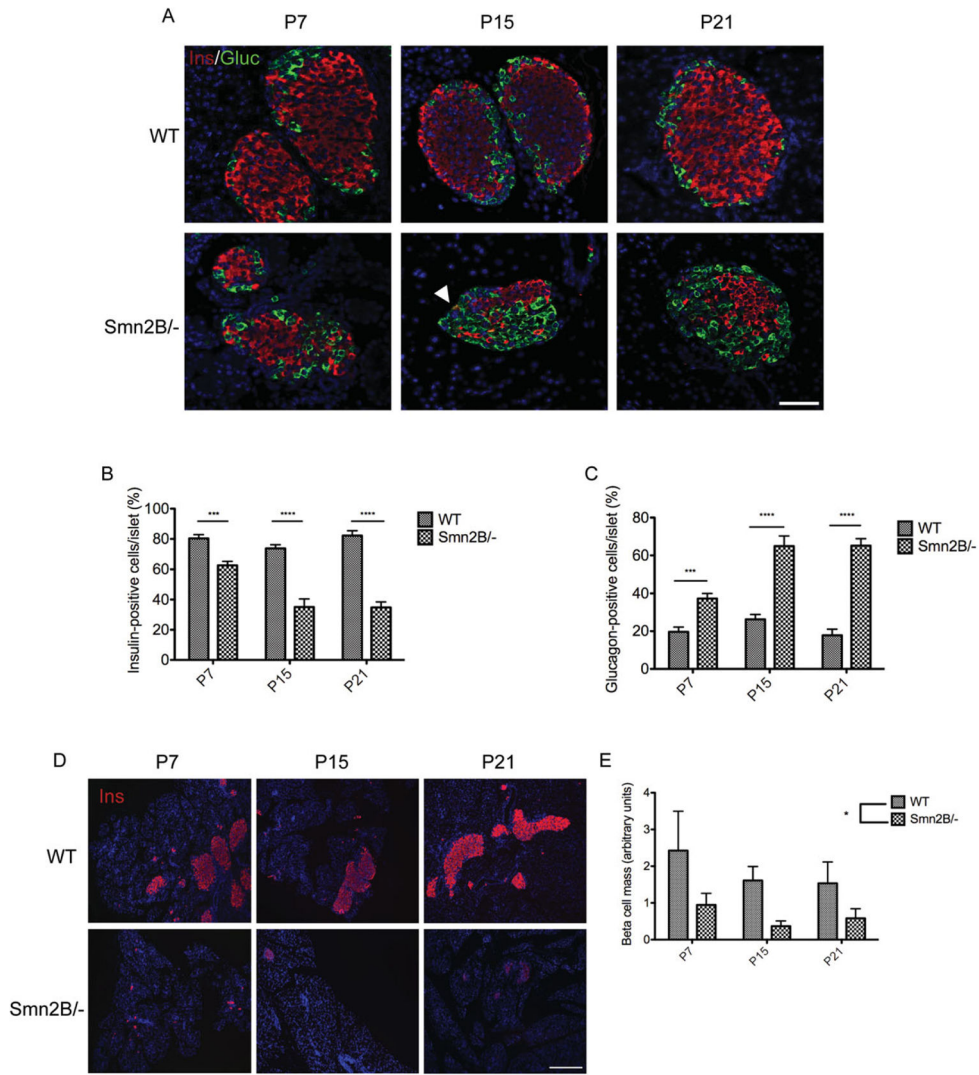 A
P7 P15 P21
Ins/Gluc
WT
Smn2B/-
B
Insulin-positive cells/islet (%)
100
80
60
40
20
0
*** **** ****
P7 P15 P21
WT
Smn2B/-
C
Glucagon-positive cells/islet (%)
80
60
40
20
0
*** **** ****
P7 P15 P21
WT
Smn2B/-
D
P7 P15 P21
Ins
WT
Smn2B/-
E
Beta cell mass (arbitrary units)
4
3
2
1
0
P7 P15 P21
* WT
Smn2B/-